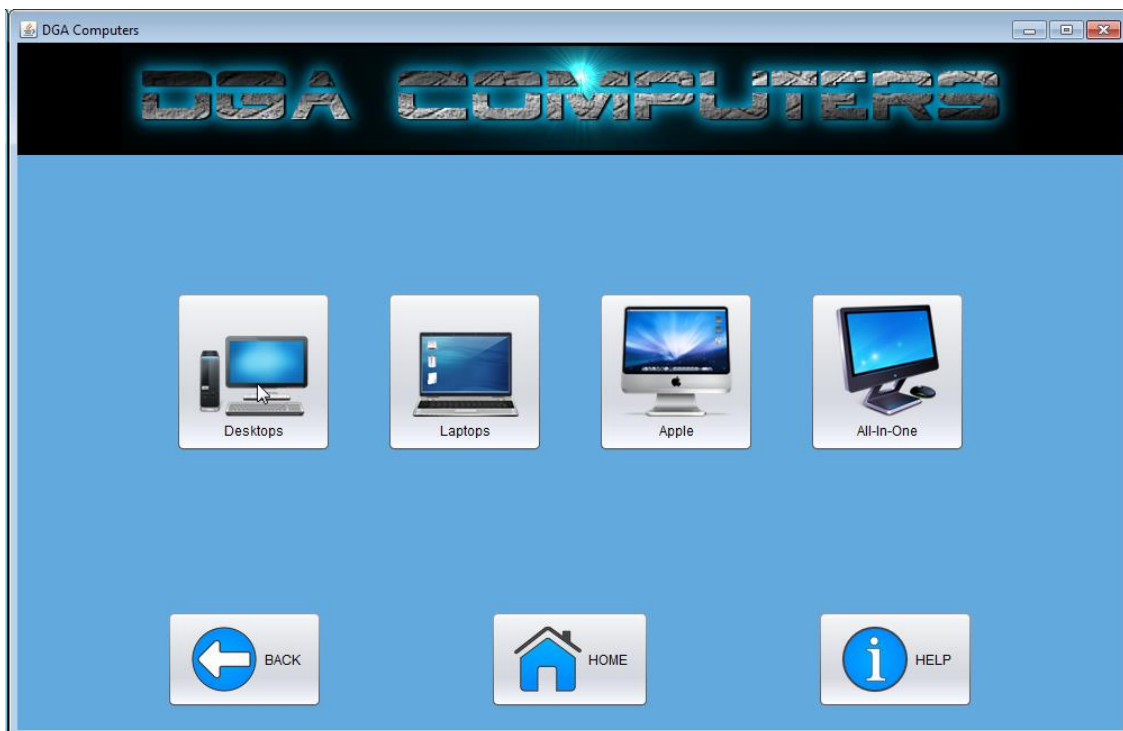 DGA Computers
DGA COMPUTERS
Desktops
Laptops
Apple
All-In-One
BACK
HOME
HELP